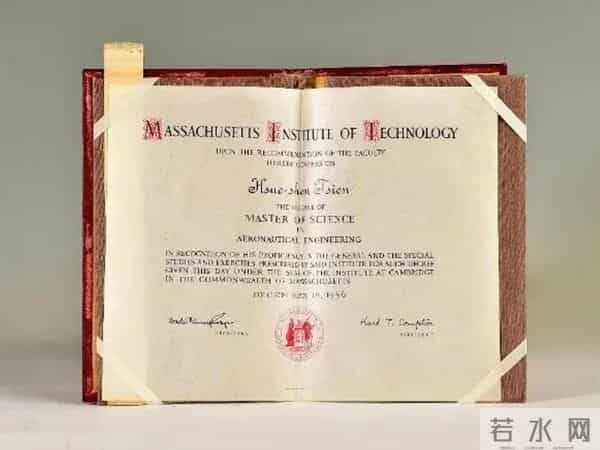 MASSACHUSETTS INSTITUTE OF TECHNOLOGY
UPON THE RECOMMENDATION OF THE FACULTY
HEREBY CONFERS ON
Hsue-shen Tsien
THE DEGREE OF
MASTER OF SCIENCE
IN
AERONAUTICAL ENGINEERING
IN RECOGNITION OF HIS PROFICIENCY IN THE GENERAL AND THE SPECIAL
STUDIES AND EXERCISES PRESCRIBED BY SAID INSTITUTE FOR SUCH DEGREE
GIVEN THIS DAY UNDER THE SEAL OF THE INSTITUTE AT CAMBRIDGE
IN THE COMMONWEALTH OF MASSACHUSETTS
18, 1936
Karl T. Compton
PRESIDENT
若水网